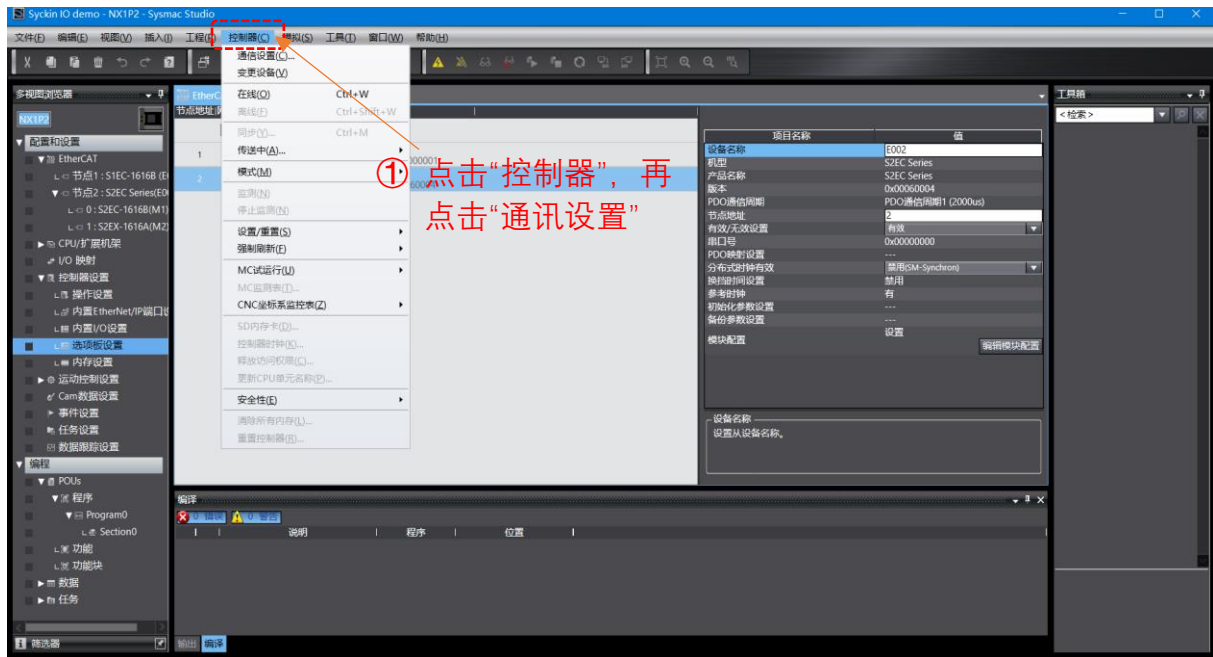 Syckin IO demo - NX1P2 - Sysmac Studio
文件(F) 编辑(E) 视图(V) 插入(I) 工程(P) 控制器(C) 模拟(S) 工具(T) 窗口(W) 帮助(H)
多视图浏览器
NX1P2
配置和设置
EtherCAT
节点1 : S1EC-1616B (E
节点2 : S2EC Series(E0
0 : S2EC-1616B(M1)
1 : S2EX-1616A(M2)
CPU/扩展机架
I/O 映射
控制器设置
操作设置
内置EtherNet/IP端口设
内置I/O设置
选项板设置
内存设置
运动控制设置
Cam数据设置
事件设置
任务设置
数据跟踪设置
编程
POUs
程序
Program0
Section0
功能
功能块
数据
任务
筛选器
通信设置(C)...
变更设备(V)
在线(O) Ctrl+W
离线(F) Ctrl+Shift+W
同步(Y)... Ctrl+M
传送中(A)...
模式(M)
监测(N)
停止监测(N)
设置/重置(S)
强制刷新(F)
MC试运行(U)
MC监测表(T)...
CNC坐标系监控表(Z)
SD内存卡(D)...
控制器时钟(K)...
释放访问权限(C)...
更新CPU单元名称(P)...
安全性(E)
清除所有内存(L)...
重置控制器(R)...
EtherC
节点地址|网
1
00001
2
60004
① 点击“控制器”，再
点击“通讯设置”
项目名称 值
设备名称 E002
机型 S2EC Series
产品名称 S2EC Series
版本 0x00060004
PDO通信周期 PDO通信周期1 (2000us)
节点地址 2
有效/无效设置 有效
串口号 0x00000000
PDO映射设置 ---
分布式时钟有效 禁用(SM-Synchron)
换挡时间设置 禁用
参考时钟 有
初始化参数设置 ---
备份参数设置 ---
模块配置 设置
编辑模块配置
设备名称
设置从设备名称。
工具箱
<检索>
编译
0 错误 0 警告
说明 程序 位置
输出 编译